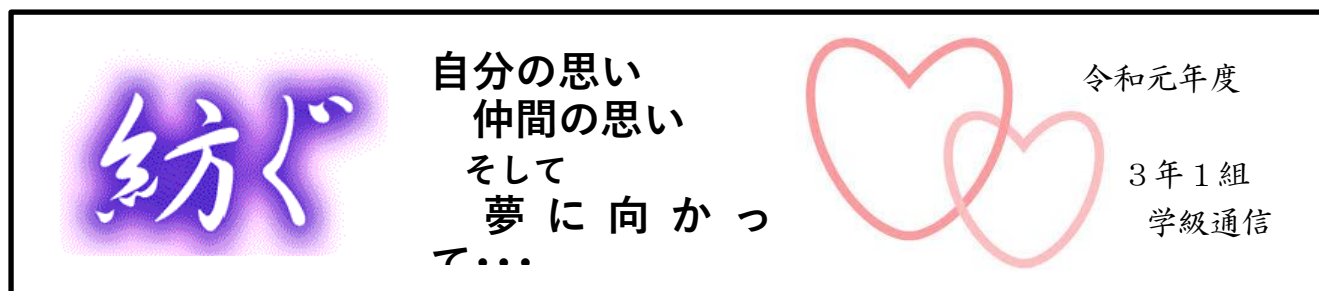 紡ぐ
自分の思い
仲間の思い
そして
夢に向かっ
て・・・
令和元年度
３年１組
学級通信